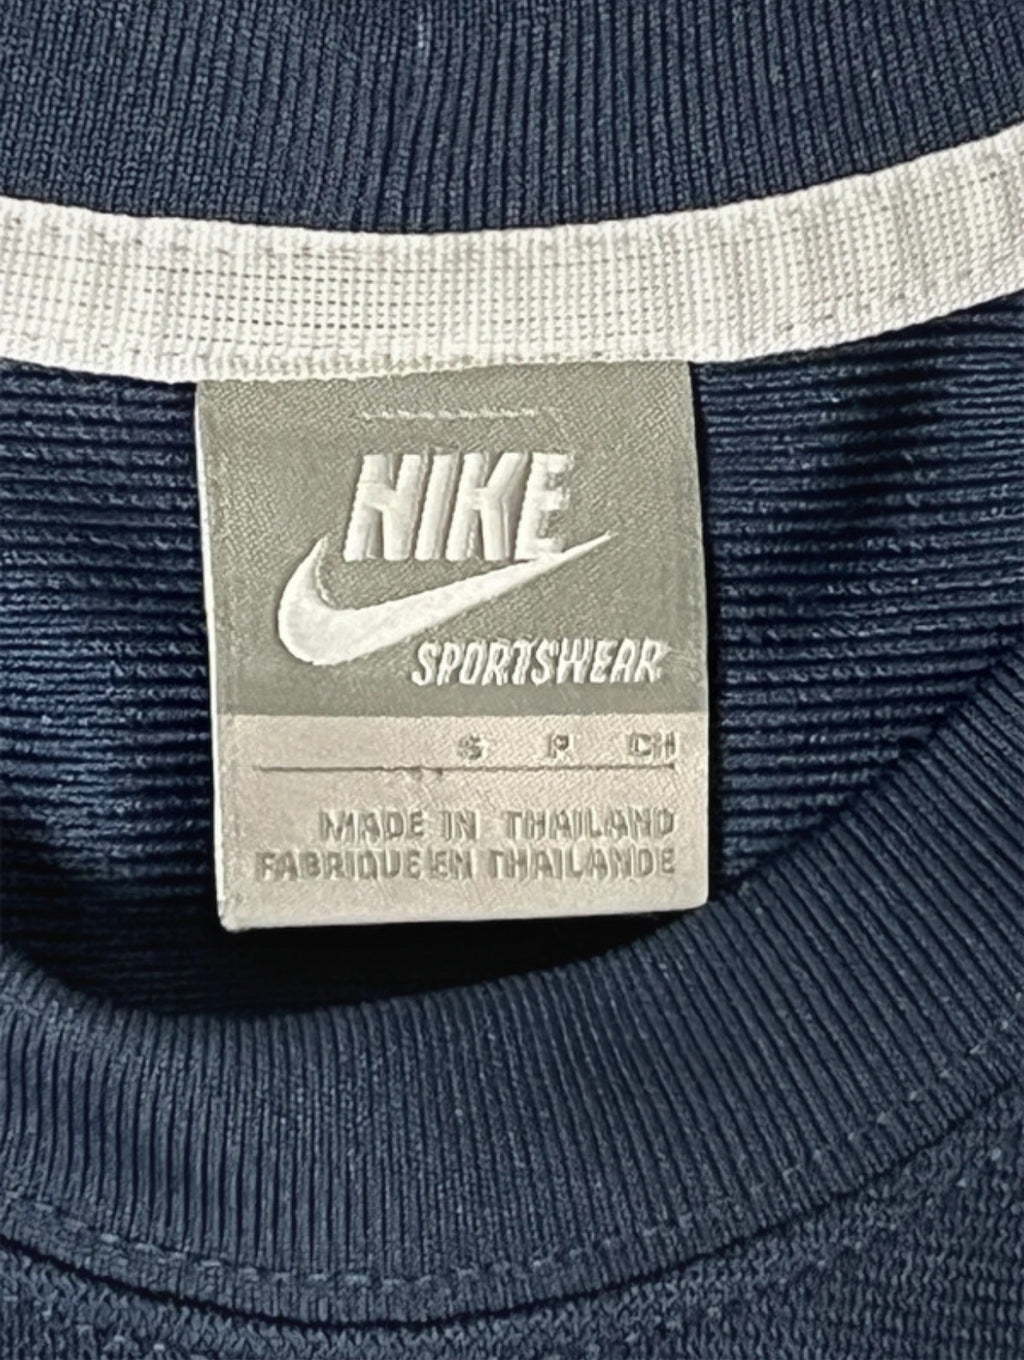 NIKE
SPORTSWEAR
S P CH
MADE IN THAILAND
FABRIQUE EN THAILANDE